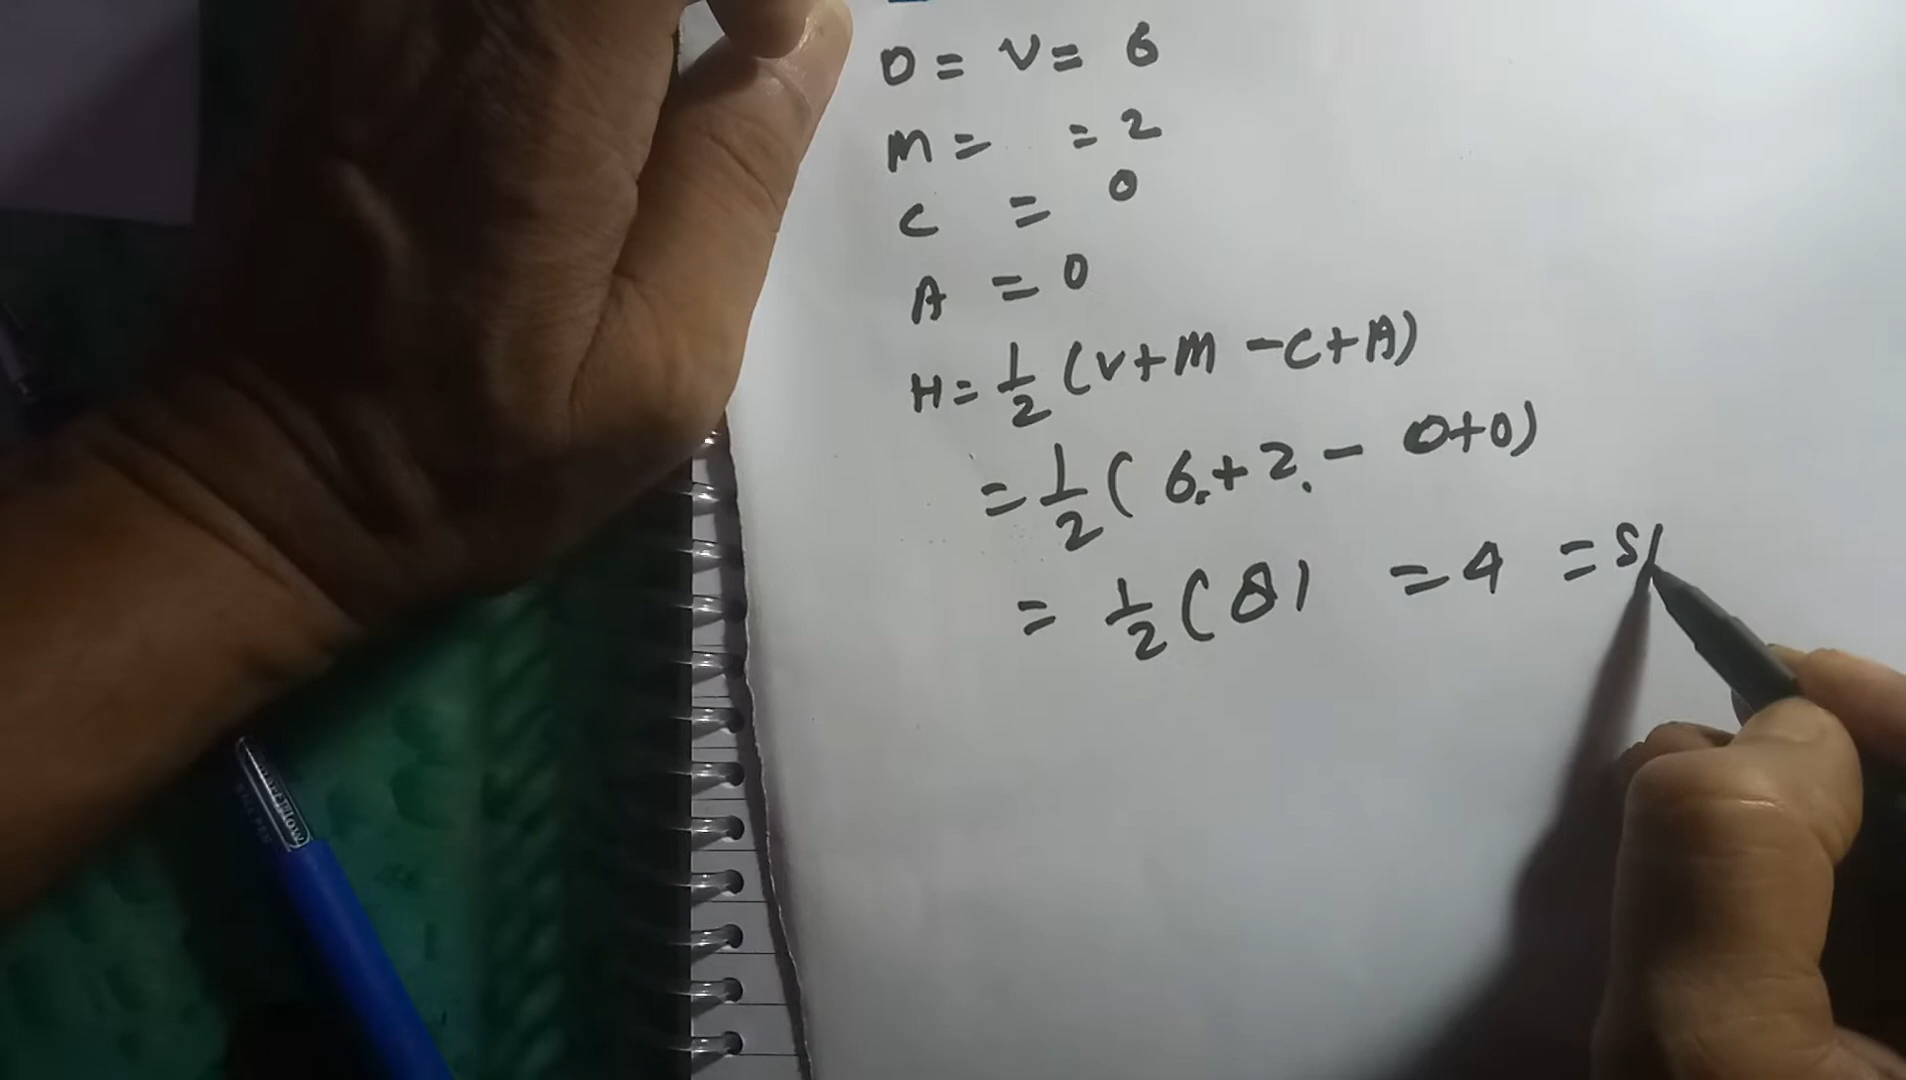 O = V = 6
M = = 2
C = 0
A = 0
H = 1/2 (V+M - C+A)
= 1/2 ( 6.+2. - 0+0)
= 1/2 (8) = 4 = S